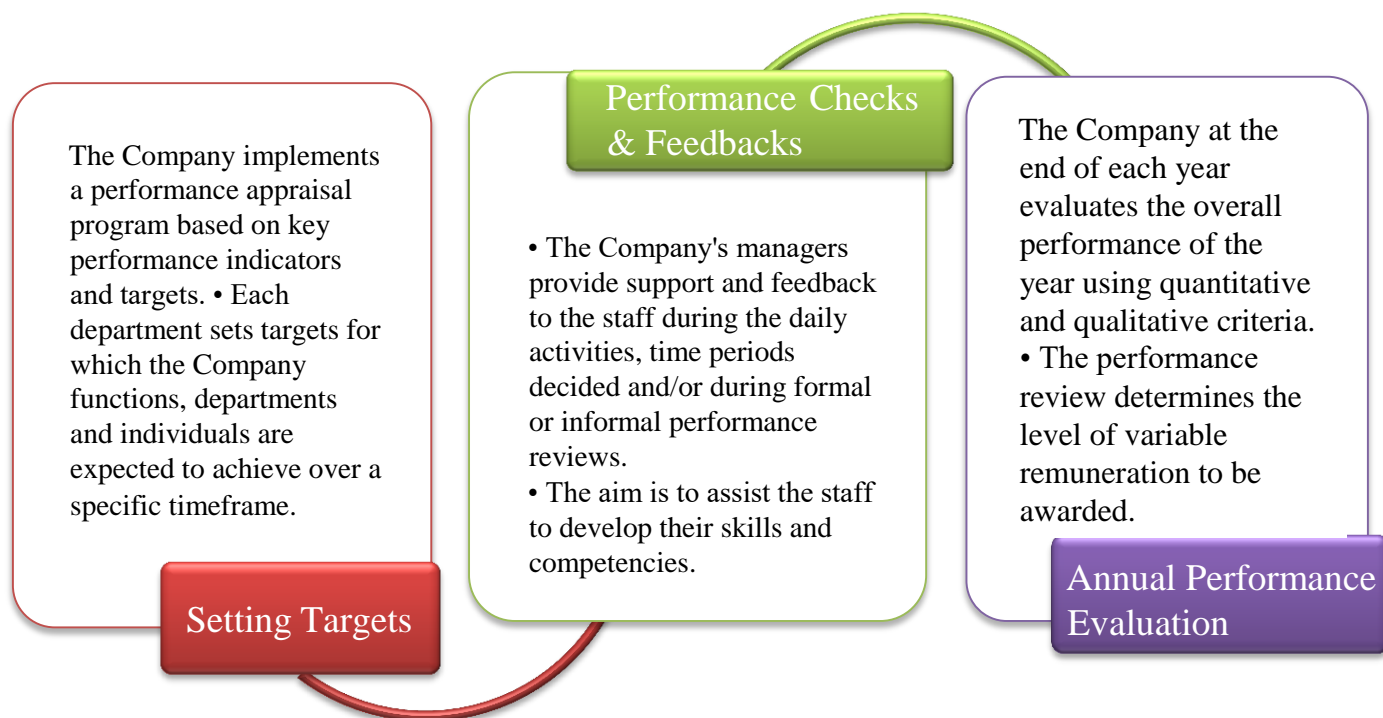 The Company implements
a performance appraisal
program based on key
performance indicators
and targets. • Each
department sets targets for
which the Company
functions, departments
and individuals are
expected to achieve over a
specific timeframe.
Setting Targets
Performance Checks
& Feedbacks
• The Company's managers
provide support and feedback
to the staff during the daily
activities, time periods
decided and/or during formal
or informal performance
reviews.
• The aim is to assist the staff
to develop their skills and
competencies.
The Company at the
end of each year
evaluates the overall
performance of the
year using quantitative
and qualitative criteria.
• The performance
review determines the
level of variable
remuneration to be
awarded.
Annual Performance
Evaluation